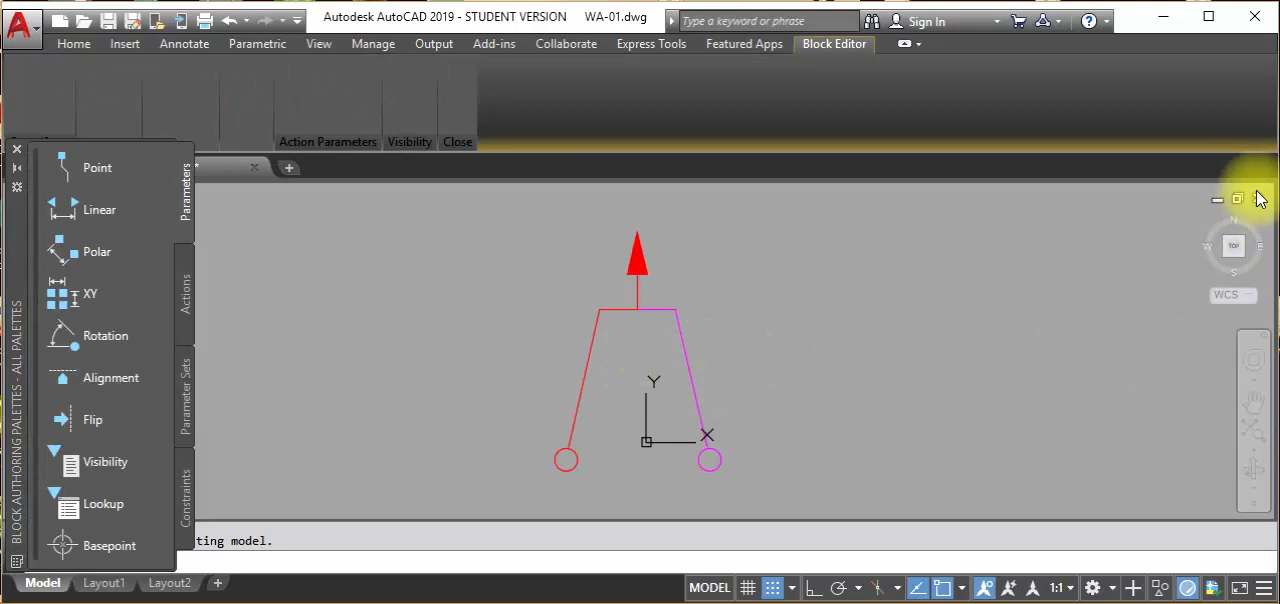 Autodesk AutoCAD 2019 - STUDENT VERSION WA-01.dwg Type a keyword or phrase Sign In
Home Insert Annotate Parametric View Manage Output Add-ins Collaborate Express Tools Featured Apps Block Editor
Action Parameters Visibility Close
*
Point
Linear
Polar
XY
Rotation
Alignment
Flip
Visibility
Lookup
Basepoint
Parameters
Actions
Parameter Sets
Constraints
BLOCK AUTHORING PALETTES - ALL PALETTES
N
W TOP E
S
WCS
Y
X
ting model.
Model Layout1 Layout2 +
MODEL 1:1